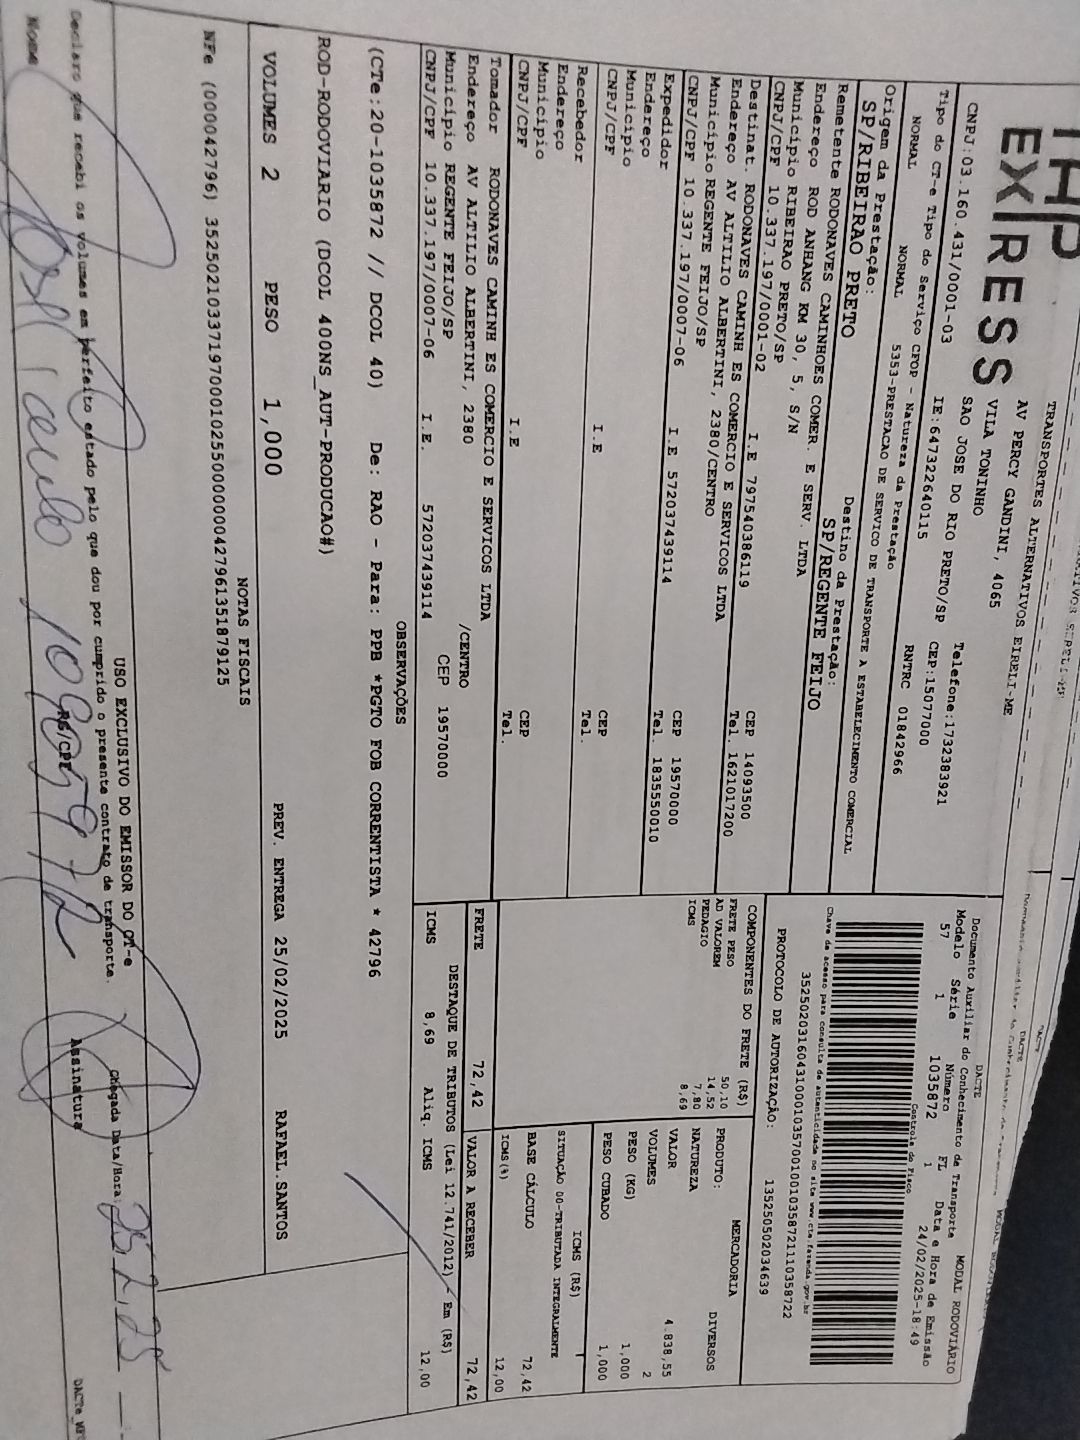 THP
EX/RESS
TRANSPORTES ALTERNATIVOS EIRELI-ME
AV PERCY GANDINI, 4065
VILA TONINHO
SAO JOSE DO RIO PRETO/SP CEP:15077000
CNPJ:03.160.431/0001-03 IE:647322640115 Telefone:1732383921
Tipo do CT-e Tipo do Serviço CFOP - Natureza da Prestação RNTRC 01842966
NORMAL NORMAL 5353-PRESTACAO DE SERVICO DE TRANSPORTE A ESTABELECIMENTO COMERCIAL
Origem da Prestação: Destino da Prestação:
SP/RIBEIRAO PRETO SP/REGENTE FEIJO
Remetente RODONAVES CAMINHOES COMER. E SERV. LTDA
Endereço ROD ANHANG KM 30, 5, S/N
Município RIBEIRAO PRETO/SP CEP 14093500
CNPJ/CPF 10.337.197/0001-02 I.E 797540386119 Tel. 1621017200
Destinat. RODONAVES CAMINH ES COMERCIO E SERVICOS LTDA
Endereço AV ALTILIO ALBERTINI, 2380/CENTRO
Município REGENTE FEIJO/SP CEP 19570000
CNPJ/CPF 10.337.197/0007-06 I.E 572037439114 Tel. 1835550010
Expedidor
Endereço
Município CEP
CNPJ/CPF I.E Tel.
Recebedor
Endereço
Município CEP
CNPJ/CPF I.E Tel.
Tomador RODONAVES CAMINH ES COMERCIO E SERVICOS LTDA
Endereço AV ALTILIO ALBERTINI, 2380 /CENTRO
Município REGENTE FEIJO/SP CEP 19570000
CNPJ/CPF 10.337.197/0007-06 I.E. 572037439114
DACTE
Documento Auxiliar do Conhecimento de Transporte MODAL RODOVIÁRIO
Modelo Série Número FL Data e Hora de Emissão
57 1 1035872 1 24/02/2025-18:49
Controle do Fisco
Chave de acesso para consulta de autenticidade no site www.cte.fazenda.gov.br
35250203160431000103570010010358721110358722
PROTOCOLO DE AUTORIZAÇÃO: 135250502034639
COMPONENTES DO FRETE (R$)
FRETE PESO 50,10
AD VALOREM 14,52
PEDAGIO 7,80
ICMS 8,69
PRODUTO: MERCADORIA
NATUREZA DIVERSOS
VALOR 4.838,55
VOLUMES 2
PESO (KG) 1,000
PESO CUBADO 1,000
ICMS (R$)
SITUAÇÃO 00-TRIBUTADA INTEGRALMENTE
BASE CÁLCULO 72,42
ICMS(%) 12,00
FRETE 72,42 VALOR A RECEBER 72,42
DESTAQUE DE TRIBUTOS (Lei 12.741/2012) - Em (R$)
ICMS 8,69 Aliq. ICMS 12,00
OBSERVAÇÕES
(CTe:20-1035872 // DCOL 40) De: RAO - Para: PPB *PGTO FOB CORRENTISTA * 42796
ROD-RODOVIARIO (DCOL 400NS_AUT-PRODUCAO#)
VOLUMES 2 PESO 1,000 PREV. ENTREGA 25/02/2025 RAFAEL.SANTOS
NOTAS FISCAIS
NFe (000042796) 35250210337197000102550000000427961351879125
USO EXCLUSIVO DO EMISSOR DO CT-e
Declaro que recebi os volumes em perfeito estado pelo que dou por cumprido o presente contrato de transporte.
Chegada Data/Hora: 25 2, 25
Nome RG/CPF Assinatura